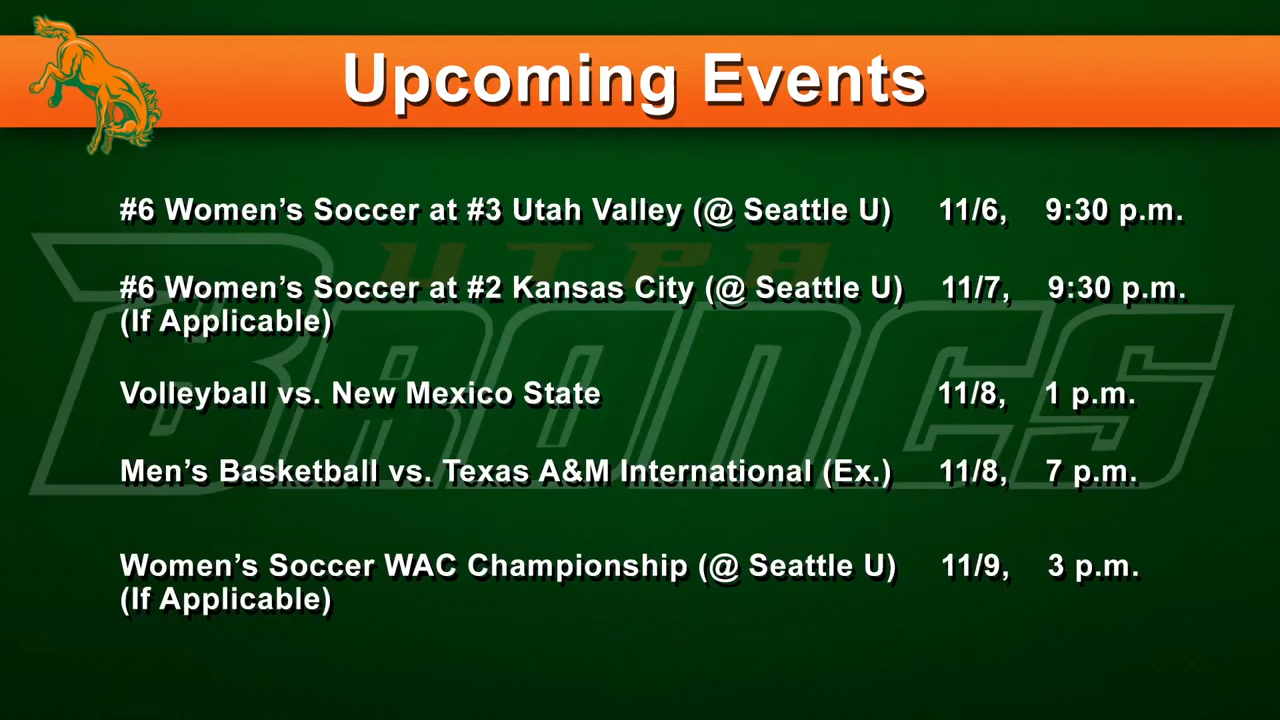 Upcoming Events
#6 Women’s Soccer at #3 Utah Valley (@ Seattle U) 11/6, 9:30 p.m.
UTPA
#6 Women’s Soccer at #2 Kansas City (@ Seattle U) 11/7, 9:30 p.m.
(If Applicable)
BRONCS
Volleyball vs. New Mexico State 11/8, 1 p.m.
Men’s Basketball vs. Texas A&M International (Ex.) 11/8, 7 p.m.
Women’s Soccer WAC Championship (@ Seattle U) 11/9, 3 p.m.
(If Applicable)